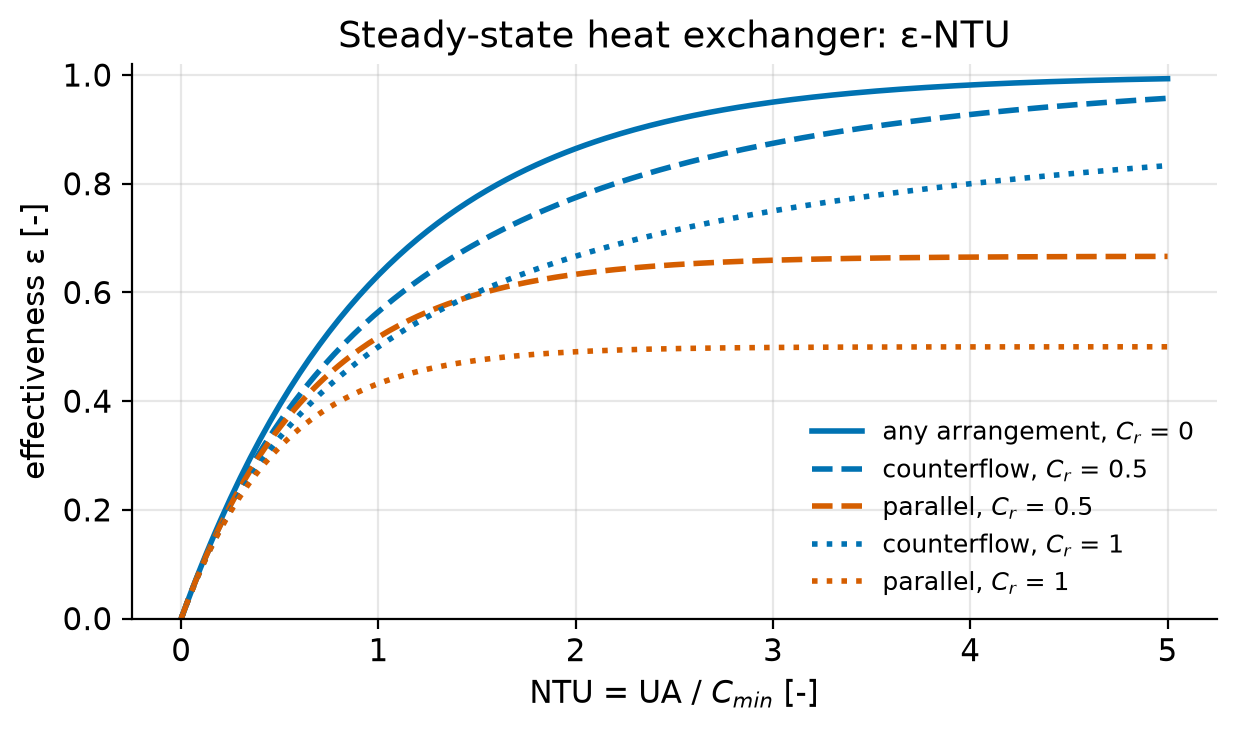 Steady-state heat exchanger: ε-NTU
effectiveness ε [-]
1.0
0.8
0.6
0.4
0.2
0.0
0 1 2 3 4 5
NTU = UA / C_min [-]
any arrangement, C_r = 0
counterflow, C_r = 0.5
parallel, C_r = 0.5
counterflow, C_r = 1
parallel, C_r = 1